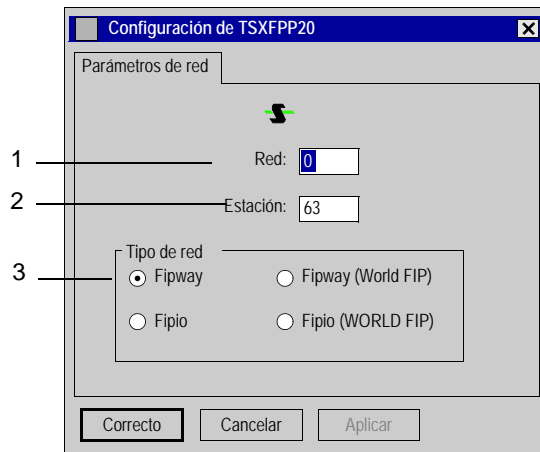 Configuración de TSXFPP20
Parámetros de red
1
Red: 0
2
Estación: 63
Tipo de red
3
Fipway
Fipway (World FIP)
Fipio
Fipio (WORLD FIP)
Correcto
Cancelar
Aplicar